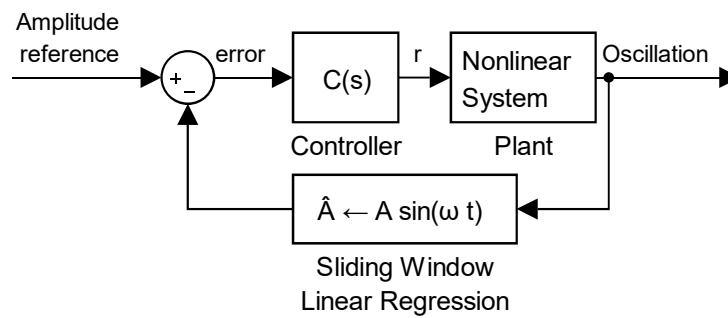 Amplitude
reference
error
r
Oscillation
+
−
C(s)
Nonlinear
System
Controller
Plant
Â ← A sin(ω t)
Sliding Window
Linear Regression